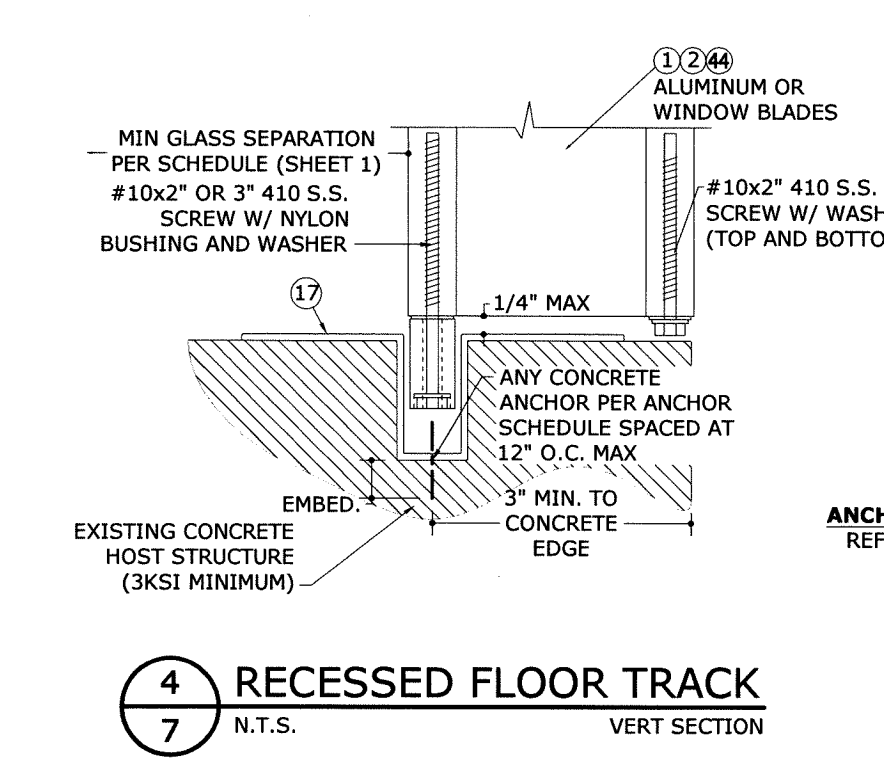 1 2 44
ALUMINUM OR
WINDOW BLADES
MIN GLASS SEPARATION
PER SCHEDULE (SHEET 1)
#10x2" OR 3" 410 S.S.
SCREW W/ NYLON
BUSHING AND WASHER
#10x2" 410 S.S.
SCREW W/
(TOP AND
17
1/4" MAX
ANY CONCRETE
ANCHOR PER ANCHOR
SCHEDULE SPACED AT
12" O.C. MAX
EMBED.
3" MIN. TO
CONCRETE
EDGE
EXISTING CONCRETE
HOST STRUCTURE
(3KSI MINIMUM)
4
7
RECESSED FLOOR TRACK
N.T.S.
VERT SECTION